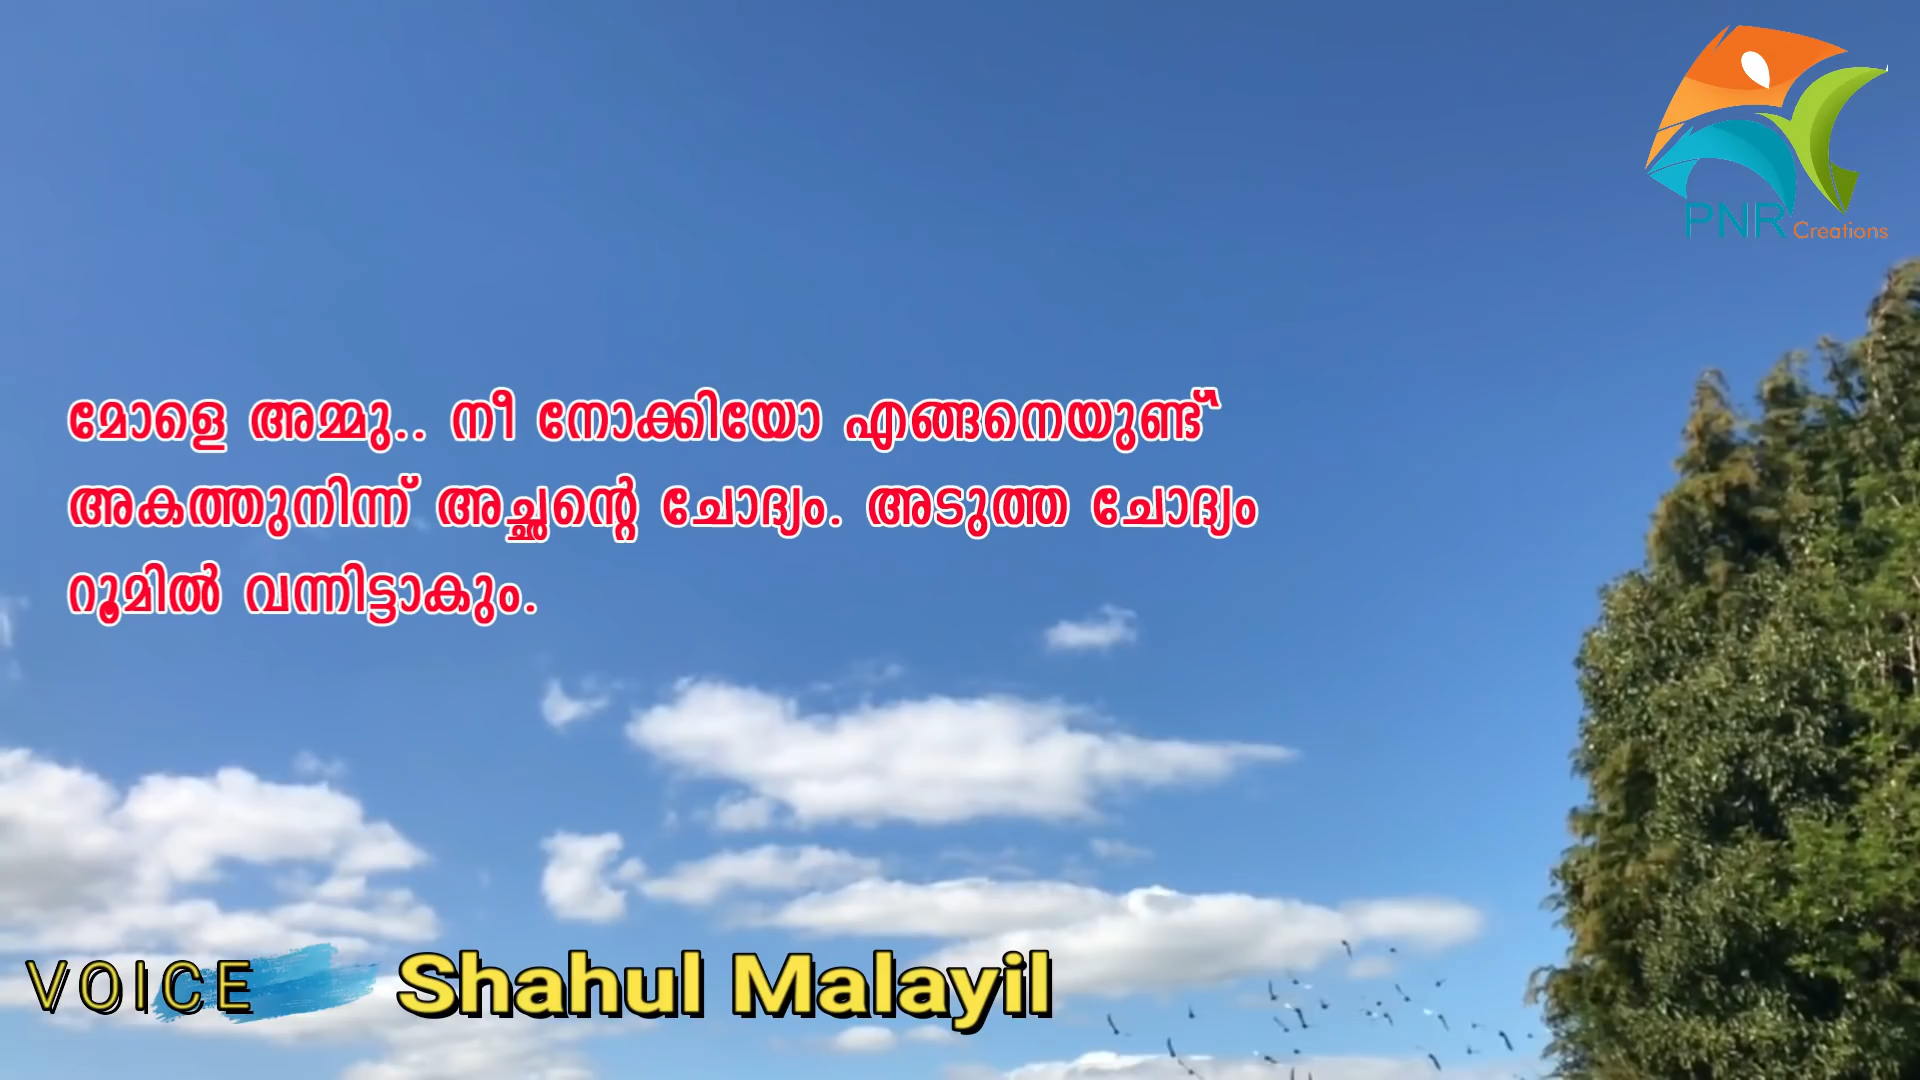 PNR Creations
മോളെ അമ്മു.. നീ നോക്കിയോ എങ്ങനെയുണ്ട്
അകത്തുനിന്ന് അച്ഛന്റെ ചോദ്യം. അടുത്ത ചോദ്യം
റൂമിൽ വന്നിട്ടാകും.
VOICE Shahul Malayil